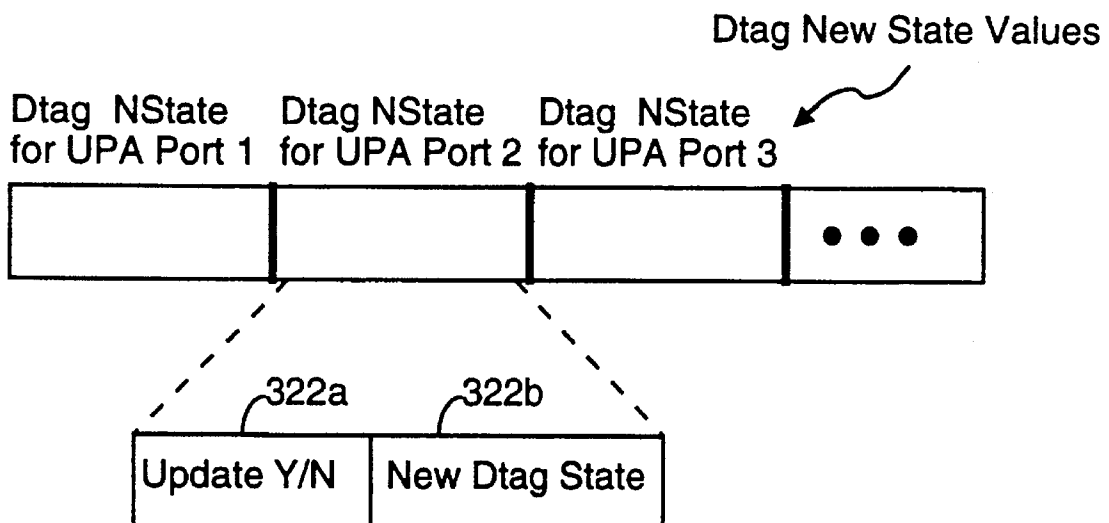 Dtag New State Values
Dtag NState for UPA Port 1
Dtag NState for UPA Port 2
Dtag NState for UPA Port 3
322a
322b
Update Y/N
New Dtag State